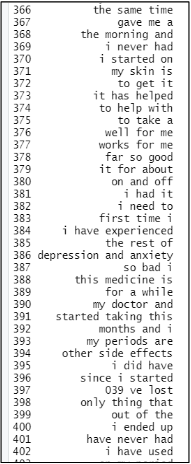 366 the same time
367 gave me a
368 the morning and
369 i never had
370 i started on
371 my skin is
372 to get it
373 it has helped
374 to help with
375 to take a
376 well for me
377 works for me
378 far so good
379 it for about
380 on and off
381 i had it
382 i need to
383 first time i
384 i have experienced
385 the rest of
386 depression and anxiety
387 so bad i
388 this medicine is
389 for a while
390 my doctor and
391 started taking this
392 months and i
393 my periods are
394 other side effects
395 i did have
396 since i started
397 039 ve lost
398 only thing that
399 out of the
400 i ended up
401 have never had
402 i have used